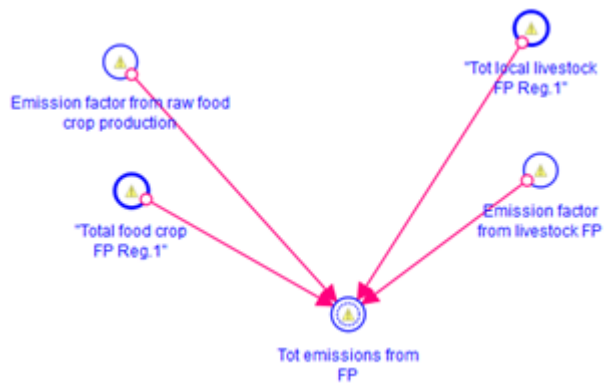 "Tot local livestock
FP Reg.1"
Emission factor from raw food
crop production
"Total food crop
FP Reg.1"
Emission factor
from livestock FP
Tot emissions from
FP